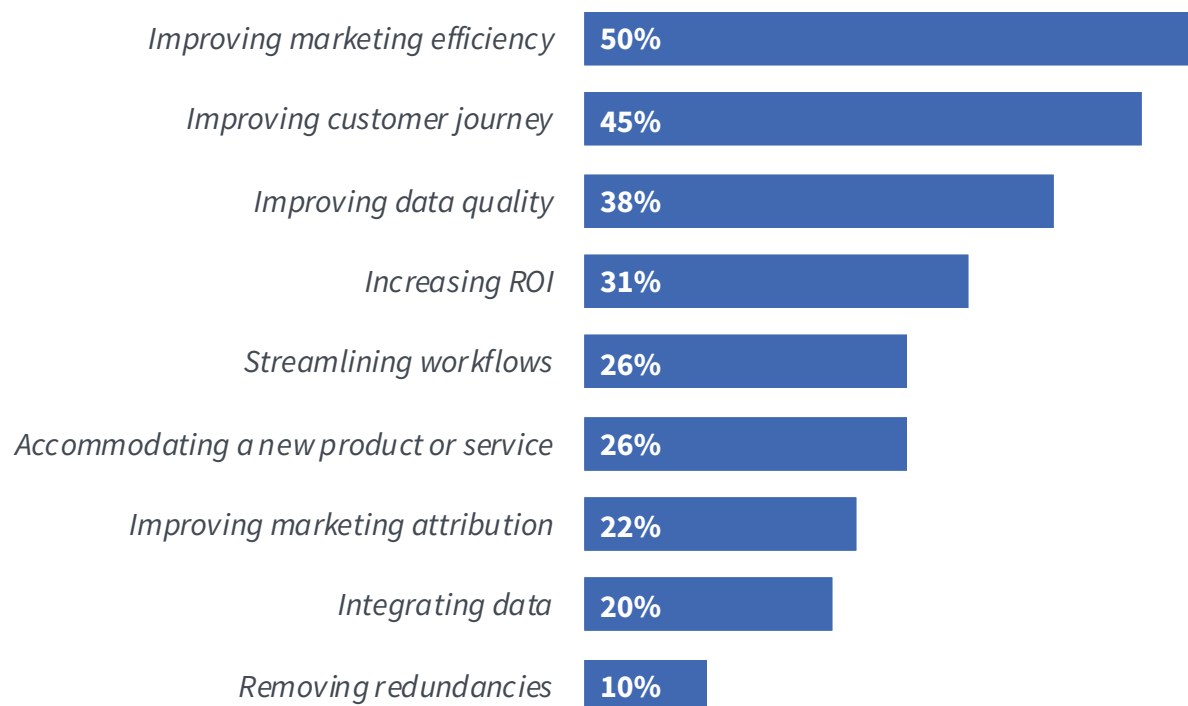 Improving marketing efficiency 50%
Improving customer journey 45%
Improving data quality 38%
Increasing ROI 31%
Streamlining workflows 26%
Accommodating a new product or service 26%
Improving marketing attribution 22%
Integrating data 20%
Removing redundancies 10%